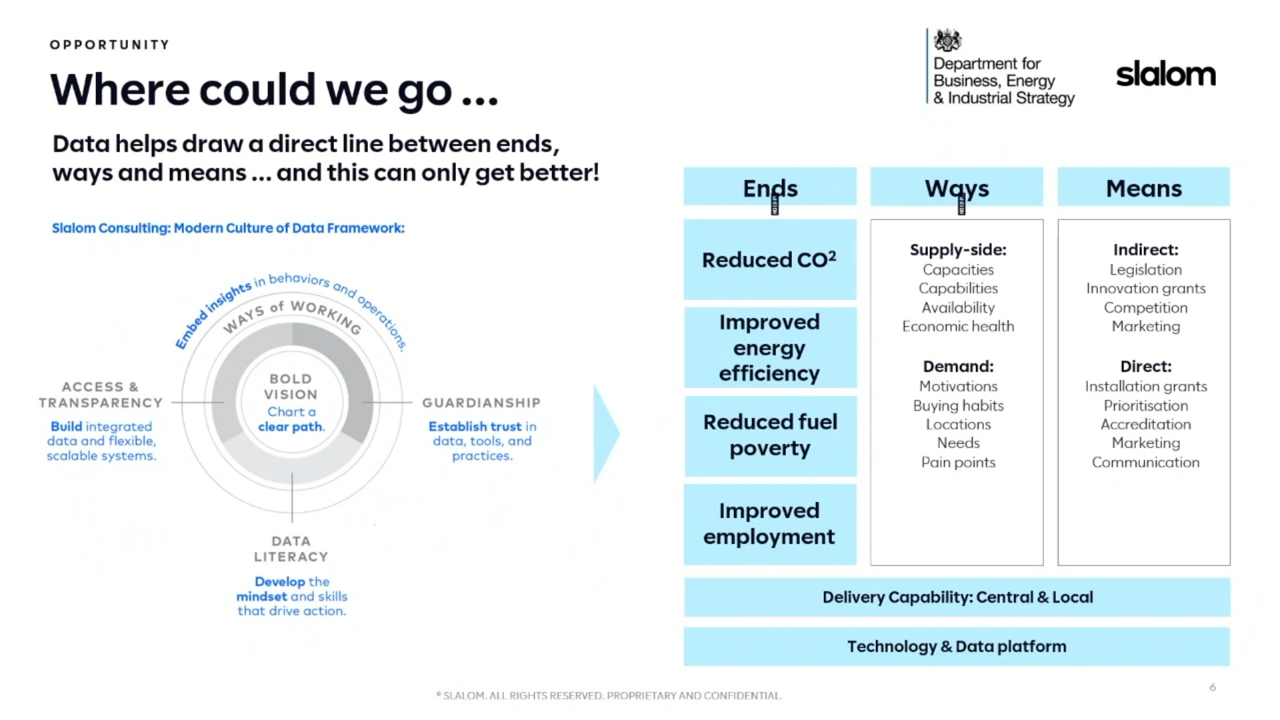 OPPORTUNITY
Where could we go ...
Department for
Business, Energy
& Industrial Strategy
slalom
Data helps draw a direct line between ends,
ways and means ... and this can only get better!
Slalom Consulting: Modern Culture of Data Framework:
Embed insights in behaviors and operations.
WAYS of WORKING
BOLD
VISION
Chart a
clear path.
ACCESS &
TRANSPARENCY
Build integrated
data and flexible,
scalable systems.
GUARDIANSHIP
Establish trust in
data, tools, and
practices.
DATA
LITERACY
Develop the
mindset and skills
that drive action.
Ends
Reduced CO²
Improved
energy
efficiency
Reduced fuel
poverty
Improved
employment
Ways
Supply-side:
Capacities
Capabilities
Availability
Economic health
Demand:
Motivations
Buying habits
Locations
Needs
Pain points
Means
Indirect:
Legislation
Innovation grants
Competition
Marketing
Direct:
Installation grants
Prioritisation
Accreditation
Marketing
Communication
Delivery Capability: Central & Local
Technology & Data platform
© SLALOM. ALL RIGHTS RESERVED. PROPRIETARY AND CONFIDENTIAL.
6